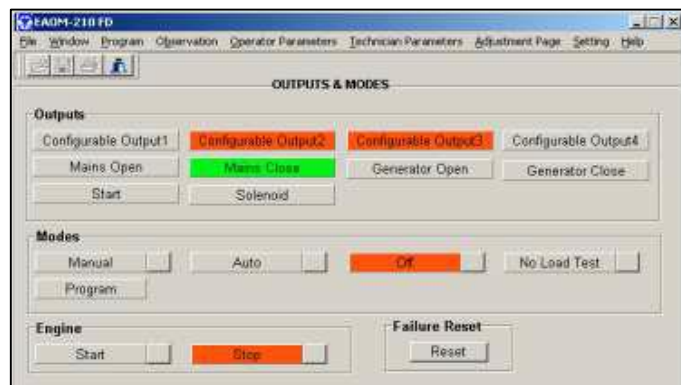 EAOM-210 FD
File Window Program Observation Operator Parameters Technician Parameters Adjustment Page Setting Help
OUTPUTS & MODES
Outputs
Configurable Output1 Configurable Output2 Configurable Output3 Configurable Output4
Mains Open Mains Close Generator Open Generator Close
Start Solenoid
Modes
Manual Auto Off No Load Test
Program
Engine Failure Reset
Start Stop Reset